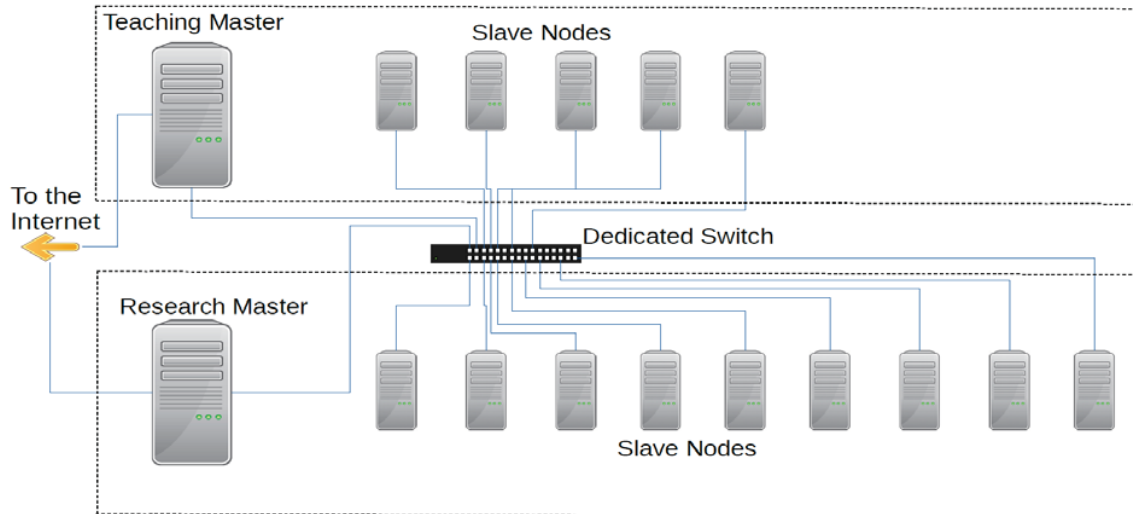 Teaching Master
Slave Nodes
To the
Internet
Dedicated Switch
Research Master
Slave Nodes